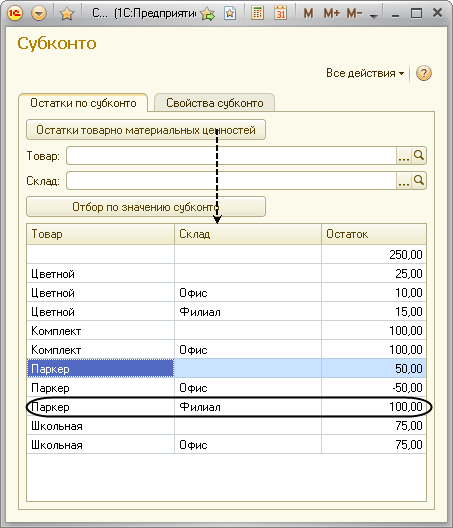 1С С... (1С:Предприятие M M+ M-
Субконто
Все действия ?
Остатки по субконто Свойства субконто
Остатки товарно материальных ценностей
Товар: ...
Склад: ...
Отбор по значению субконто
Товар Склад Остаток
250,00
Цветной 25,00
Цветной Офис 10,00
Цветной Филиал 15,00
Комплект 100,00
Комплект Офис 100,00
Паркер 50,00
Паркер Офис -50,00
Паркер Филиал 100,00
Школьная 75,00
Школьная Офис 75,00